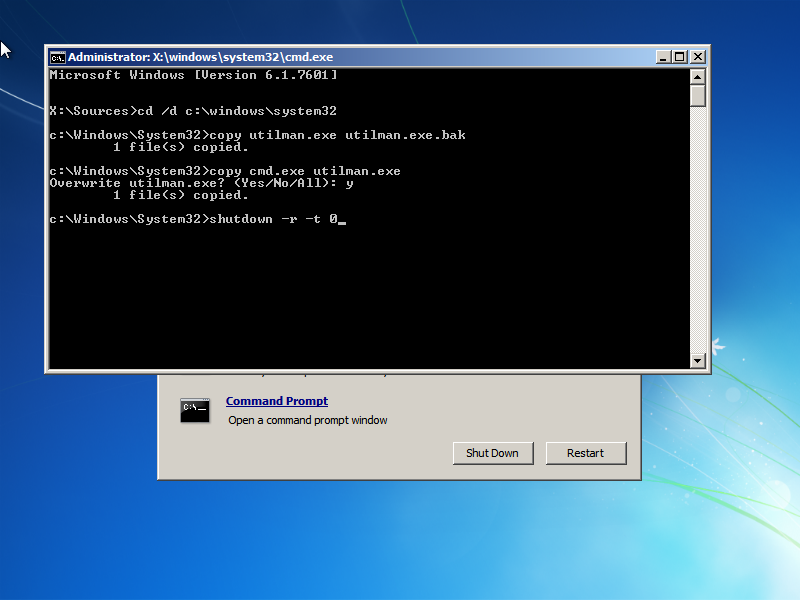 Administrator: X:\windows\system32\cmd.exe
Microsoft Windows [Version 6.1.7601]
X:\Sources>cd /d c:\windows\system32
c:\Windows\System32>copy utilman.exe utilman.exe.bak
1 file(s) copied.
c:\Windows\System32>copy cmd.exe utilman.exe
Overwrite utilman.exe? (Yes/No/All): y
1 file(s) copied.
c:\Windows\System32>shutdown -r -t 0_
C:\_
Command Prompt
Open a command prompt window
Shut Down
Restart